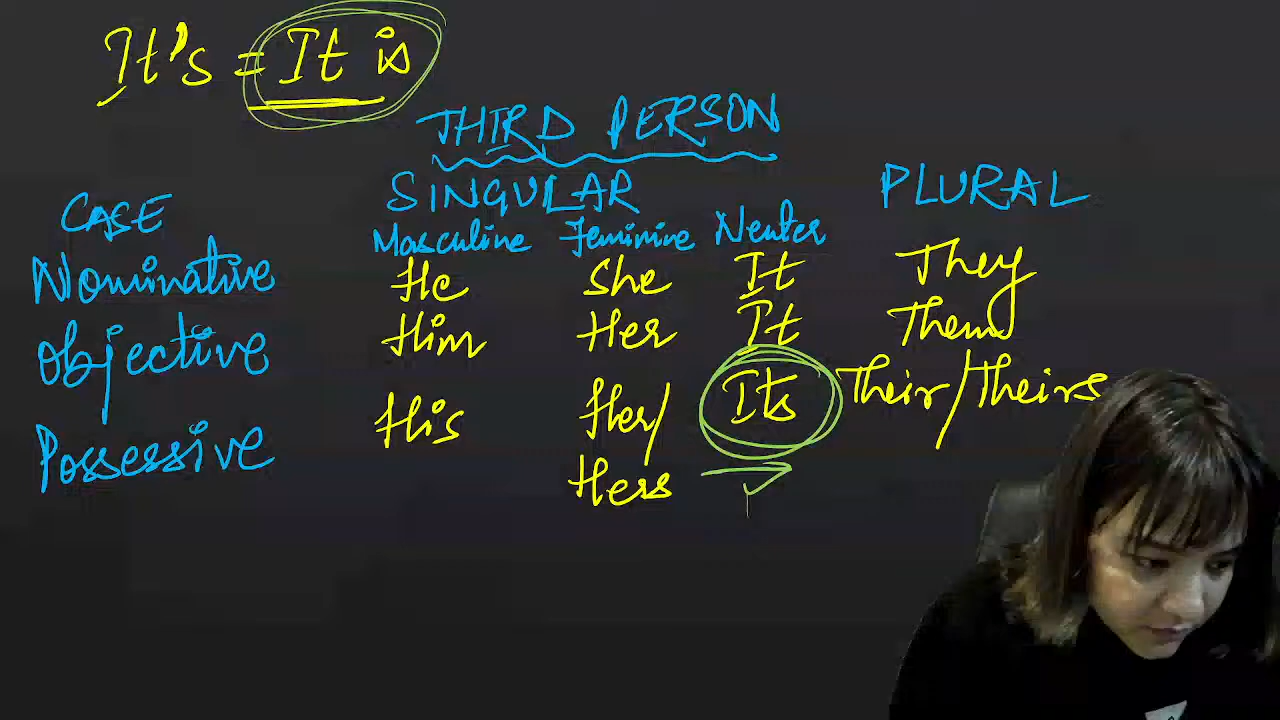 It's = It is
THIRD PERSON
CASE SINGULAR PLURAL
Masculine Feminine Neuter
Nominative He She It They
Objective Him Her It Them
Possessive His Her/ Its Their/Theirs
Hers